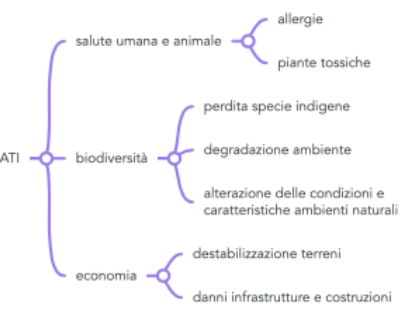 allergie
salute umana e animale
piante tossiche
perdita specie indigene
ATI
biodiversità
degradazione ambiente
alterazione delle condizioni e
caratteristiche ambienti naturali
destabilizzazione terreni
economia
danni infrastrutture e costruzioni